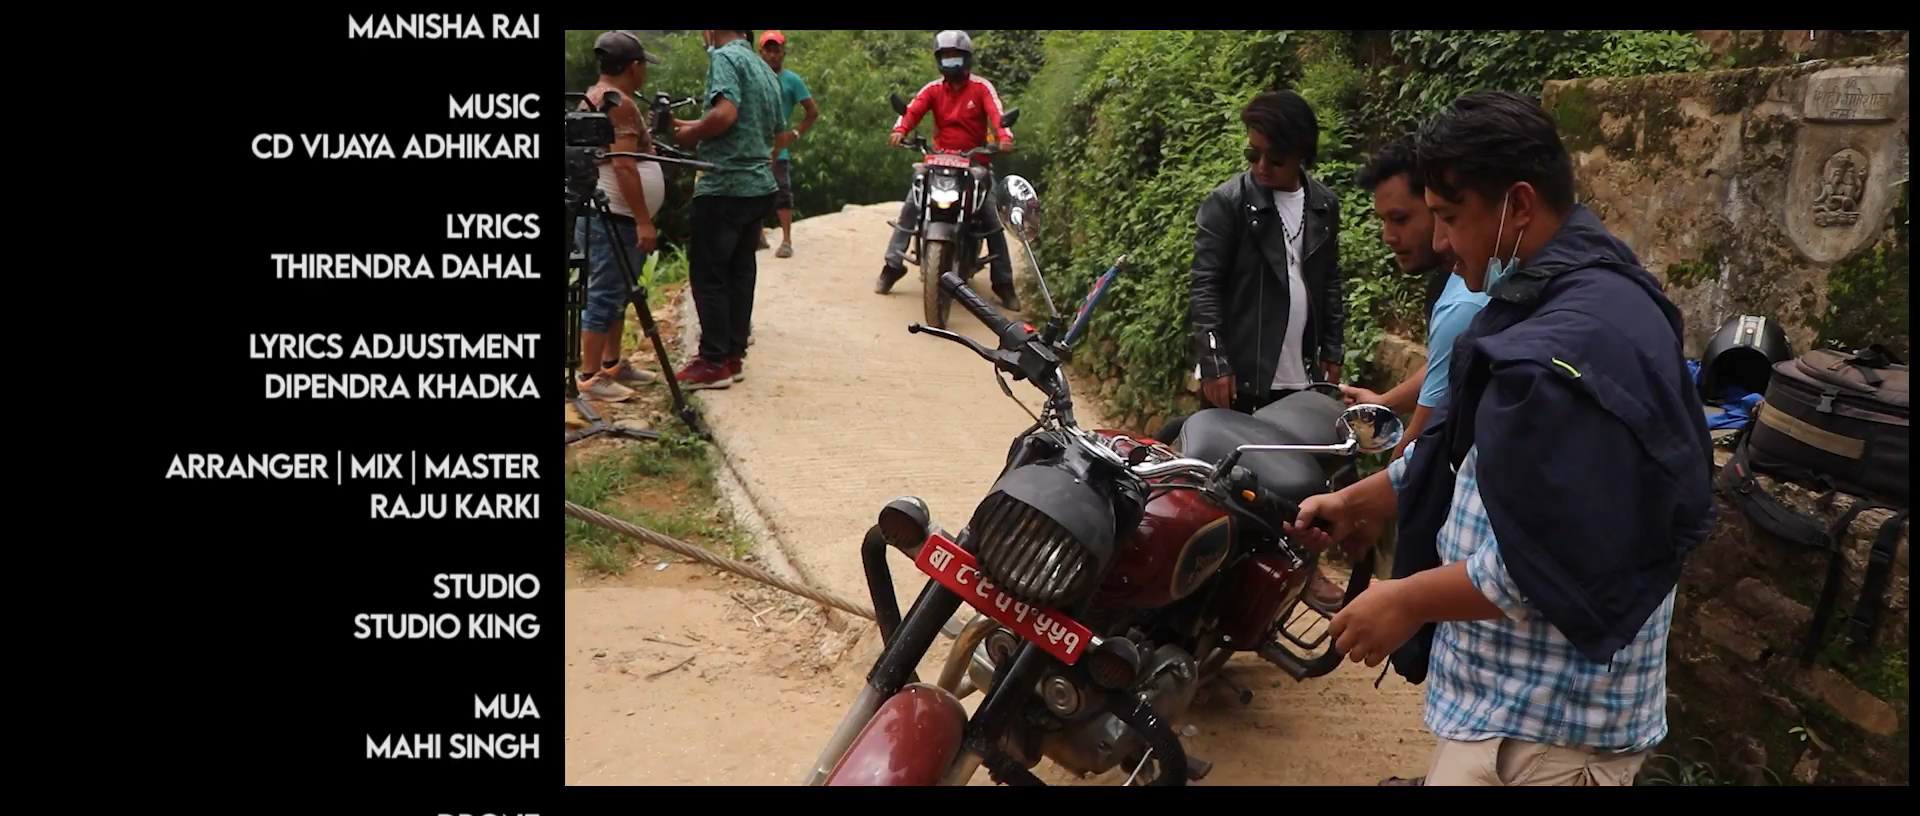 MANISHA RAI
MUSIC
CD VIJAYA ADHIKARI
LYRICS
THIRENDRA DAHAL
LYRICS ADJUSTMENT
DIPENDRA KHADKA
ARRANGER | MIX | MASTER
RAJU KARKI
STUDIO
STUDIO KING
MUA
MAHI SINGH